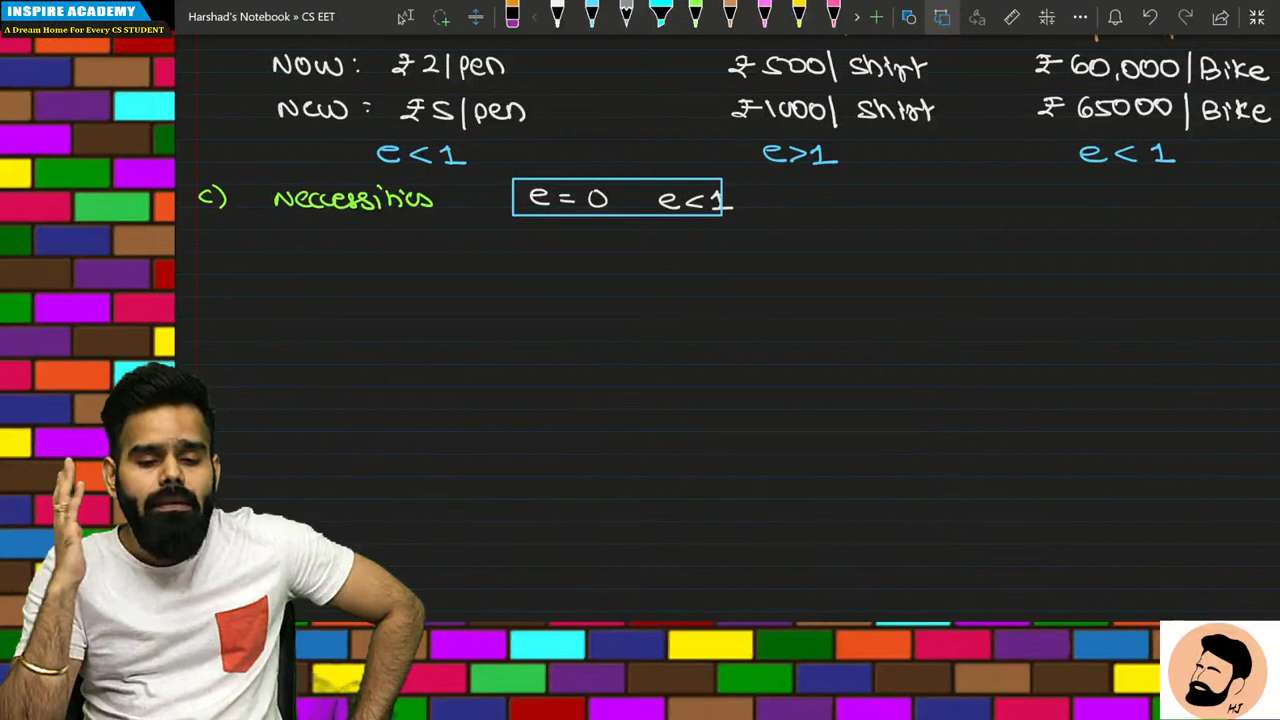 INSPIRE ACADEMY
A Dream Home For Every CS STUDENT
Harshad's Notebook » CS EET
Now : ₹ 2/pen ₹ 500/ Shirt ₹ 60,000/Bike
New : ₹ 5/pen ₹ 1000/ Shirt ₹ 65000/Bike
e < 1 e>1 e < 1
c) Neccessities e = 0 e < 1
HJ